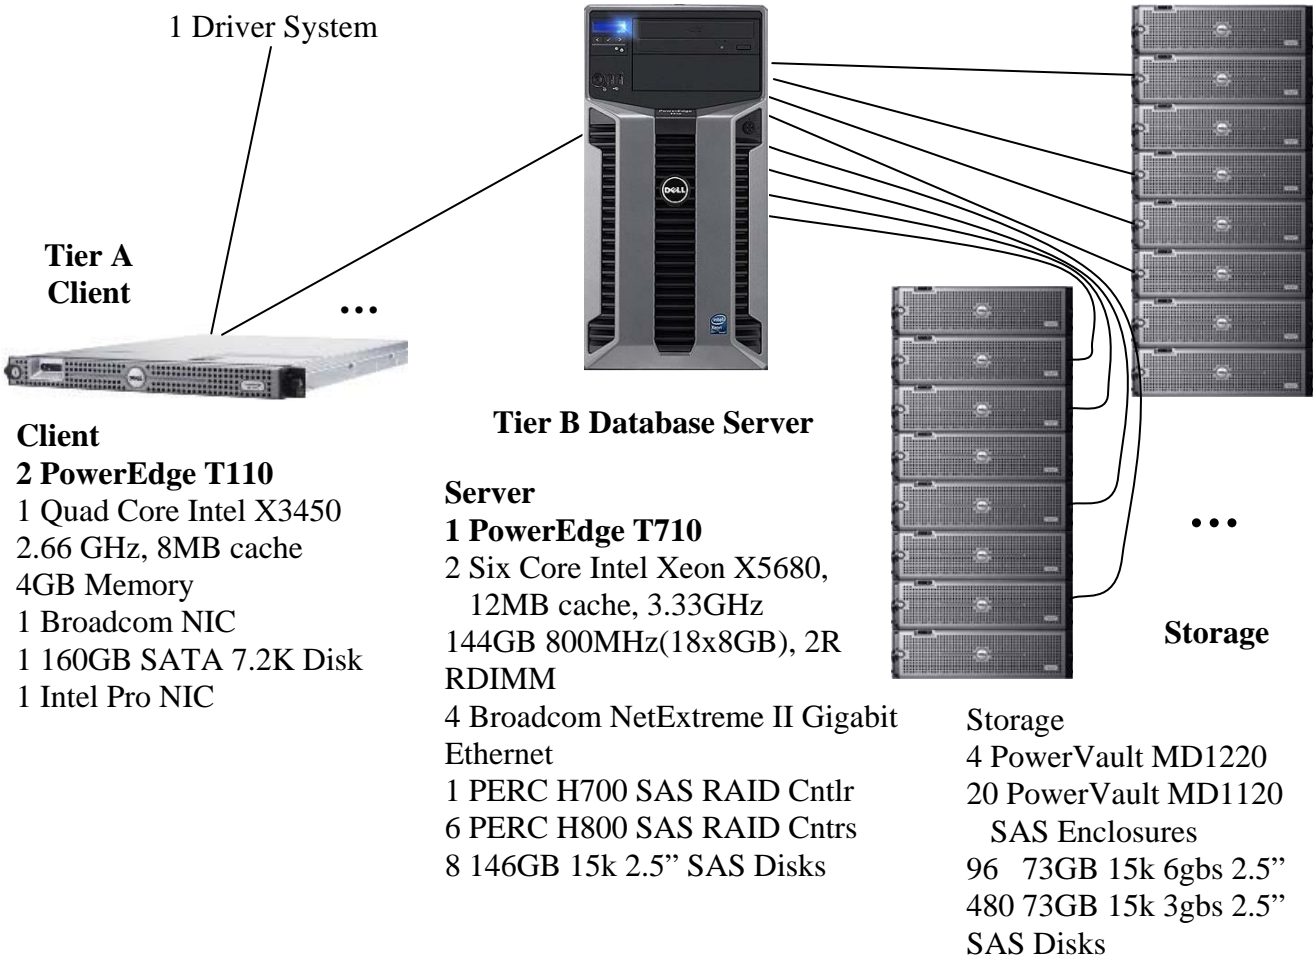 1 Driver System
Tier A
Client
...
DELL
Client
2 PowerEdge T110
1 Quad Core Intel X3450
2.66 GHz, 8MB cache
4GB Memory
1 Broadcom NIC
1 160GB SATA 7.2K Disk
1 Intel Pro NIC
Tier B Database Server
Server
1 PowerEdge T710
2 Six Core Intel Xeon X5680,
12MB cache, 3.33GHz
144GB 800MHz(18x8GB), 2R
RDIMM
4 Broadcom NetExtreme II Gigabit
Ethernet
1 PERC H700 SAS RAID Cntlr
6 PERC H800 SAS RAID Cntrs
8 146GB 15k 2.5” SAS Disks
...
Storage
Storage
4 PowerVault MD1220
20 PowerVault MD1120
SAS Enclosures
96 73GB 15k 6gbs 2.5”
480 73GB 15k 3gbs 2.5”
SAS Disks